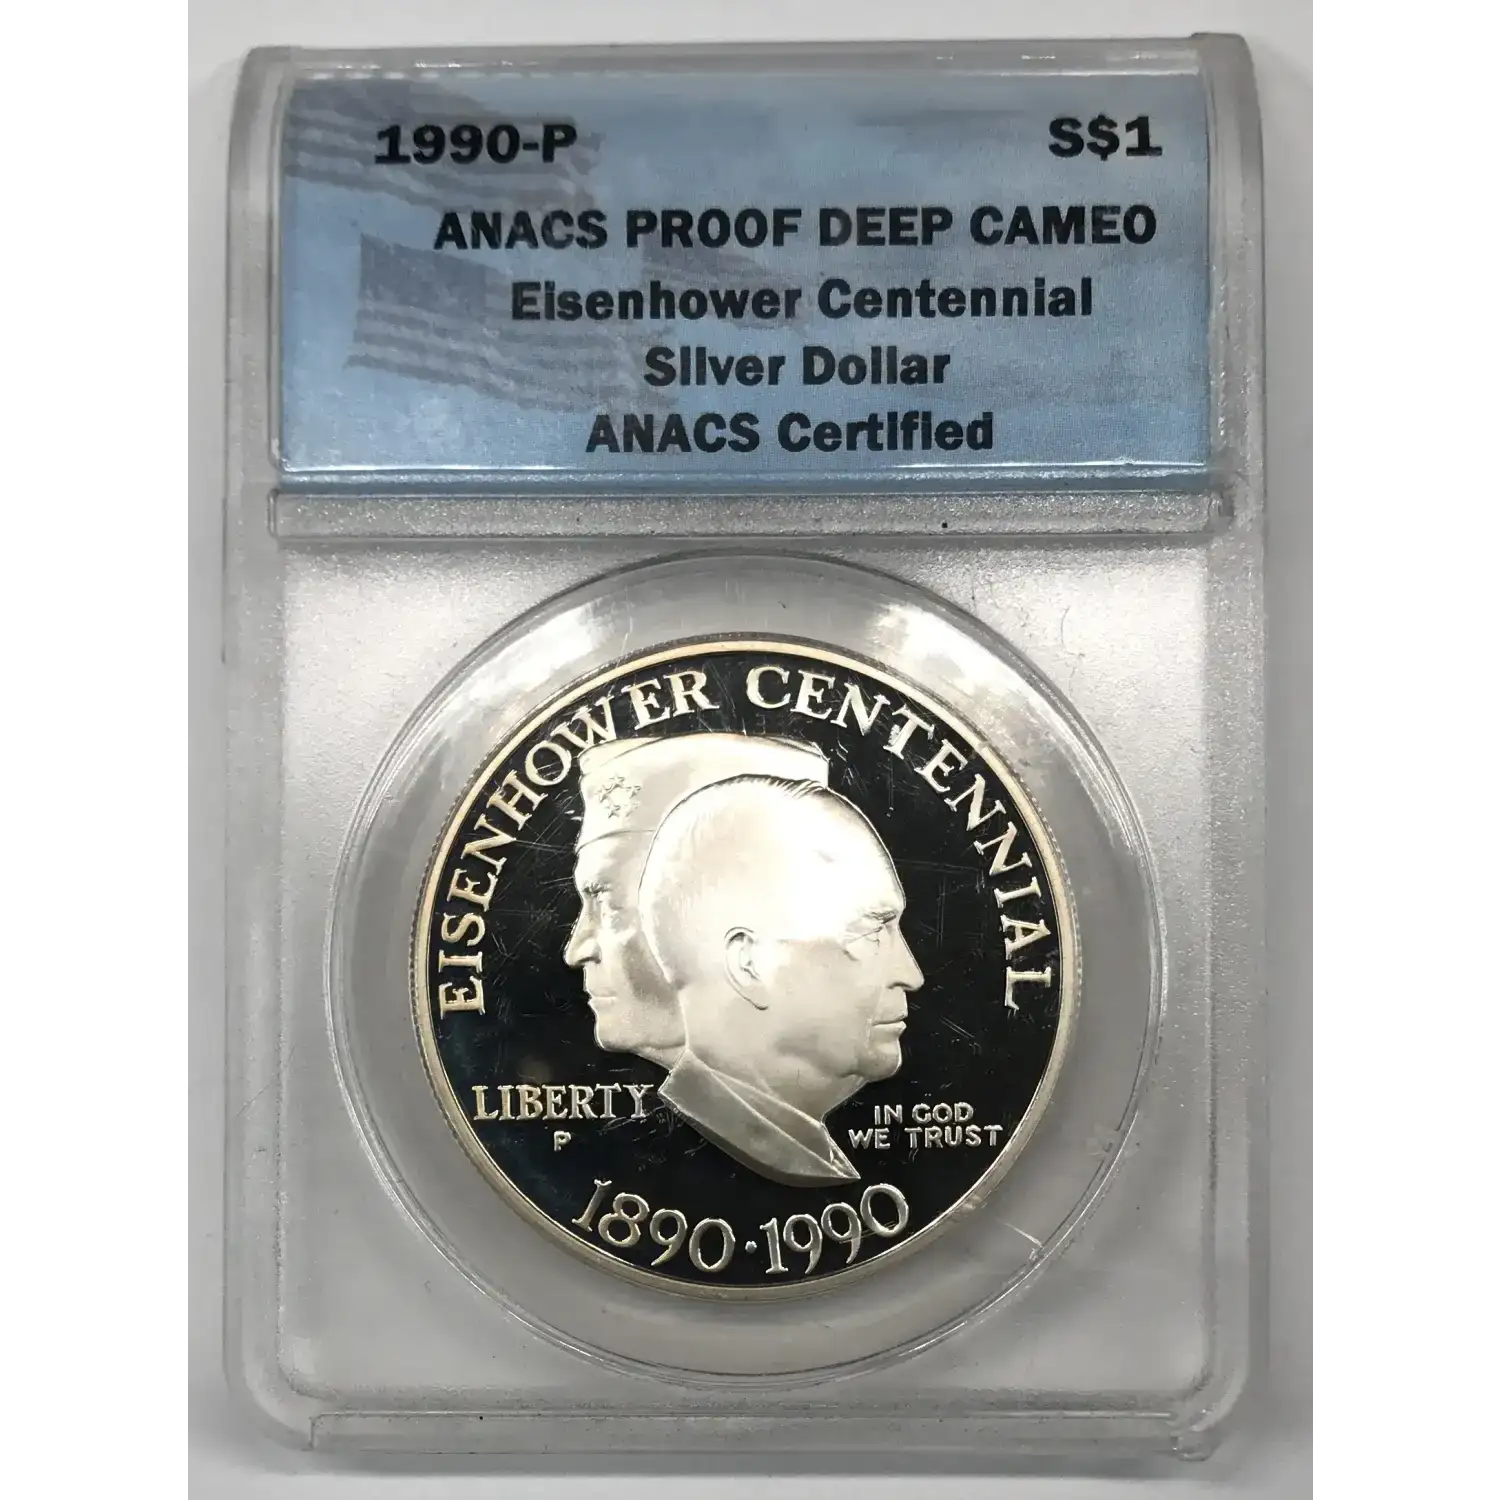 1990-P S$1
ANACS PROOF DEEP CAMEO
Eisenhower Centennial
Silver Dollar
ANACS Certified
EISENHOWER CENTENNIAL
LIBERTY
P
IN GOD
WE TRUST
1890·1990